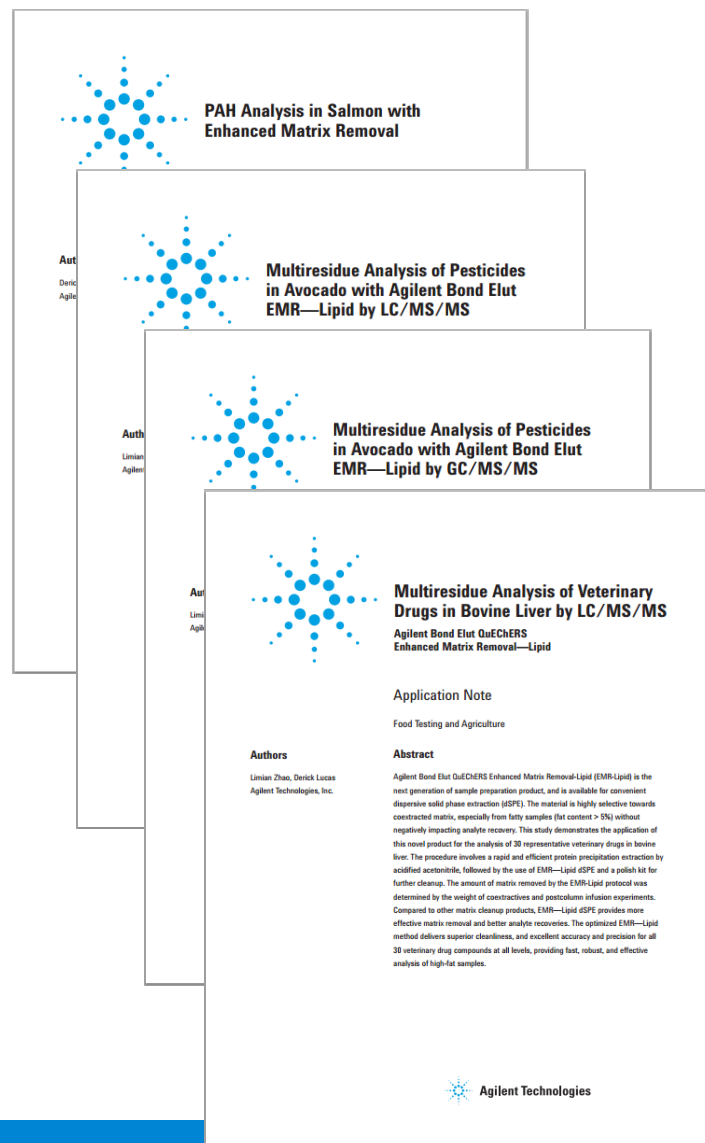 PAH Analysis in Salmon with
Enhanced Matrix Removal
Multiresidue Analysis of Pesticides
in Avocado with Agilent Bond Elut
EMR—Lipid by LC/MS/MS
Multiresidue Analysis of Pesticides
in Avocado with Agilent Bond Elut
EMR—Lipid by GC/MS/MS
Multiresidue Analysis of Veterinary
Drugs in Bovine Liver by LC/MS/MS
Agilent Bond Elut QuEChERS
Enhanced Matrix Removal—Lipid
Application Note
Food Testing and Agriculture
Authors
Limian Zhao, Derick Lucas
Agilent Technologies, Inc.
Abstract
Agilent Bond Elut QuEChERS Enhanced Matrix Removal-Lipid (EMR-Lipid) is the
next generation of sample preparation product, and is available for convenient
dispersive solid phase extraction (dSPE). The material is highly selective towards
coextracted matrix, especially from fatty samples (fat content > 5%) without
negatively impacting analyte recovery. This study demonstrates the application of
this novel product for the analysis of 30 representative veterinary drugs in bovine
liver. The procedure involves a rapid and efficient protein precipitation extraction by
acidified acetonitrile, followed by the use of EMR—Lipid dSPE and a polish kit for
further cleanup. The amount of matrix removed by the EMR-Lipid protocol was
determined by the weight of coextractives and postcolumn infusion experiments.
Compared to other matrix cleanup products, EMR—Lipid dSPE provides more
effective matrix removal and better analyte recoveries. The optimized EMR—Lipid
method delivers superior cleanliness, and excellent accuracy and precision for all
30 veterinary drug compounds at all levels, providing fast, robust, and effective
analysis of high-fat samples.
Agilent Technologies